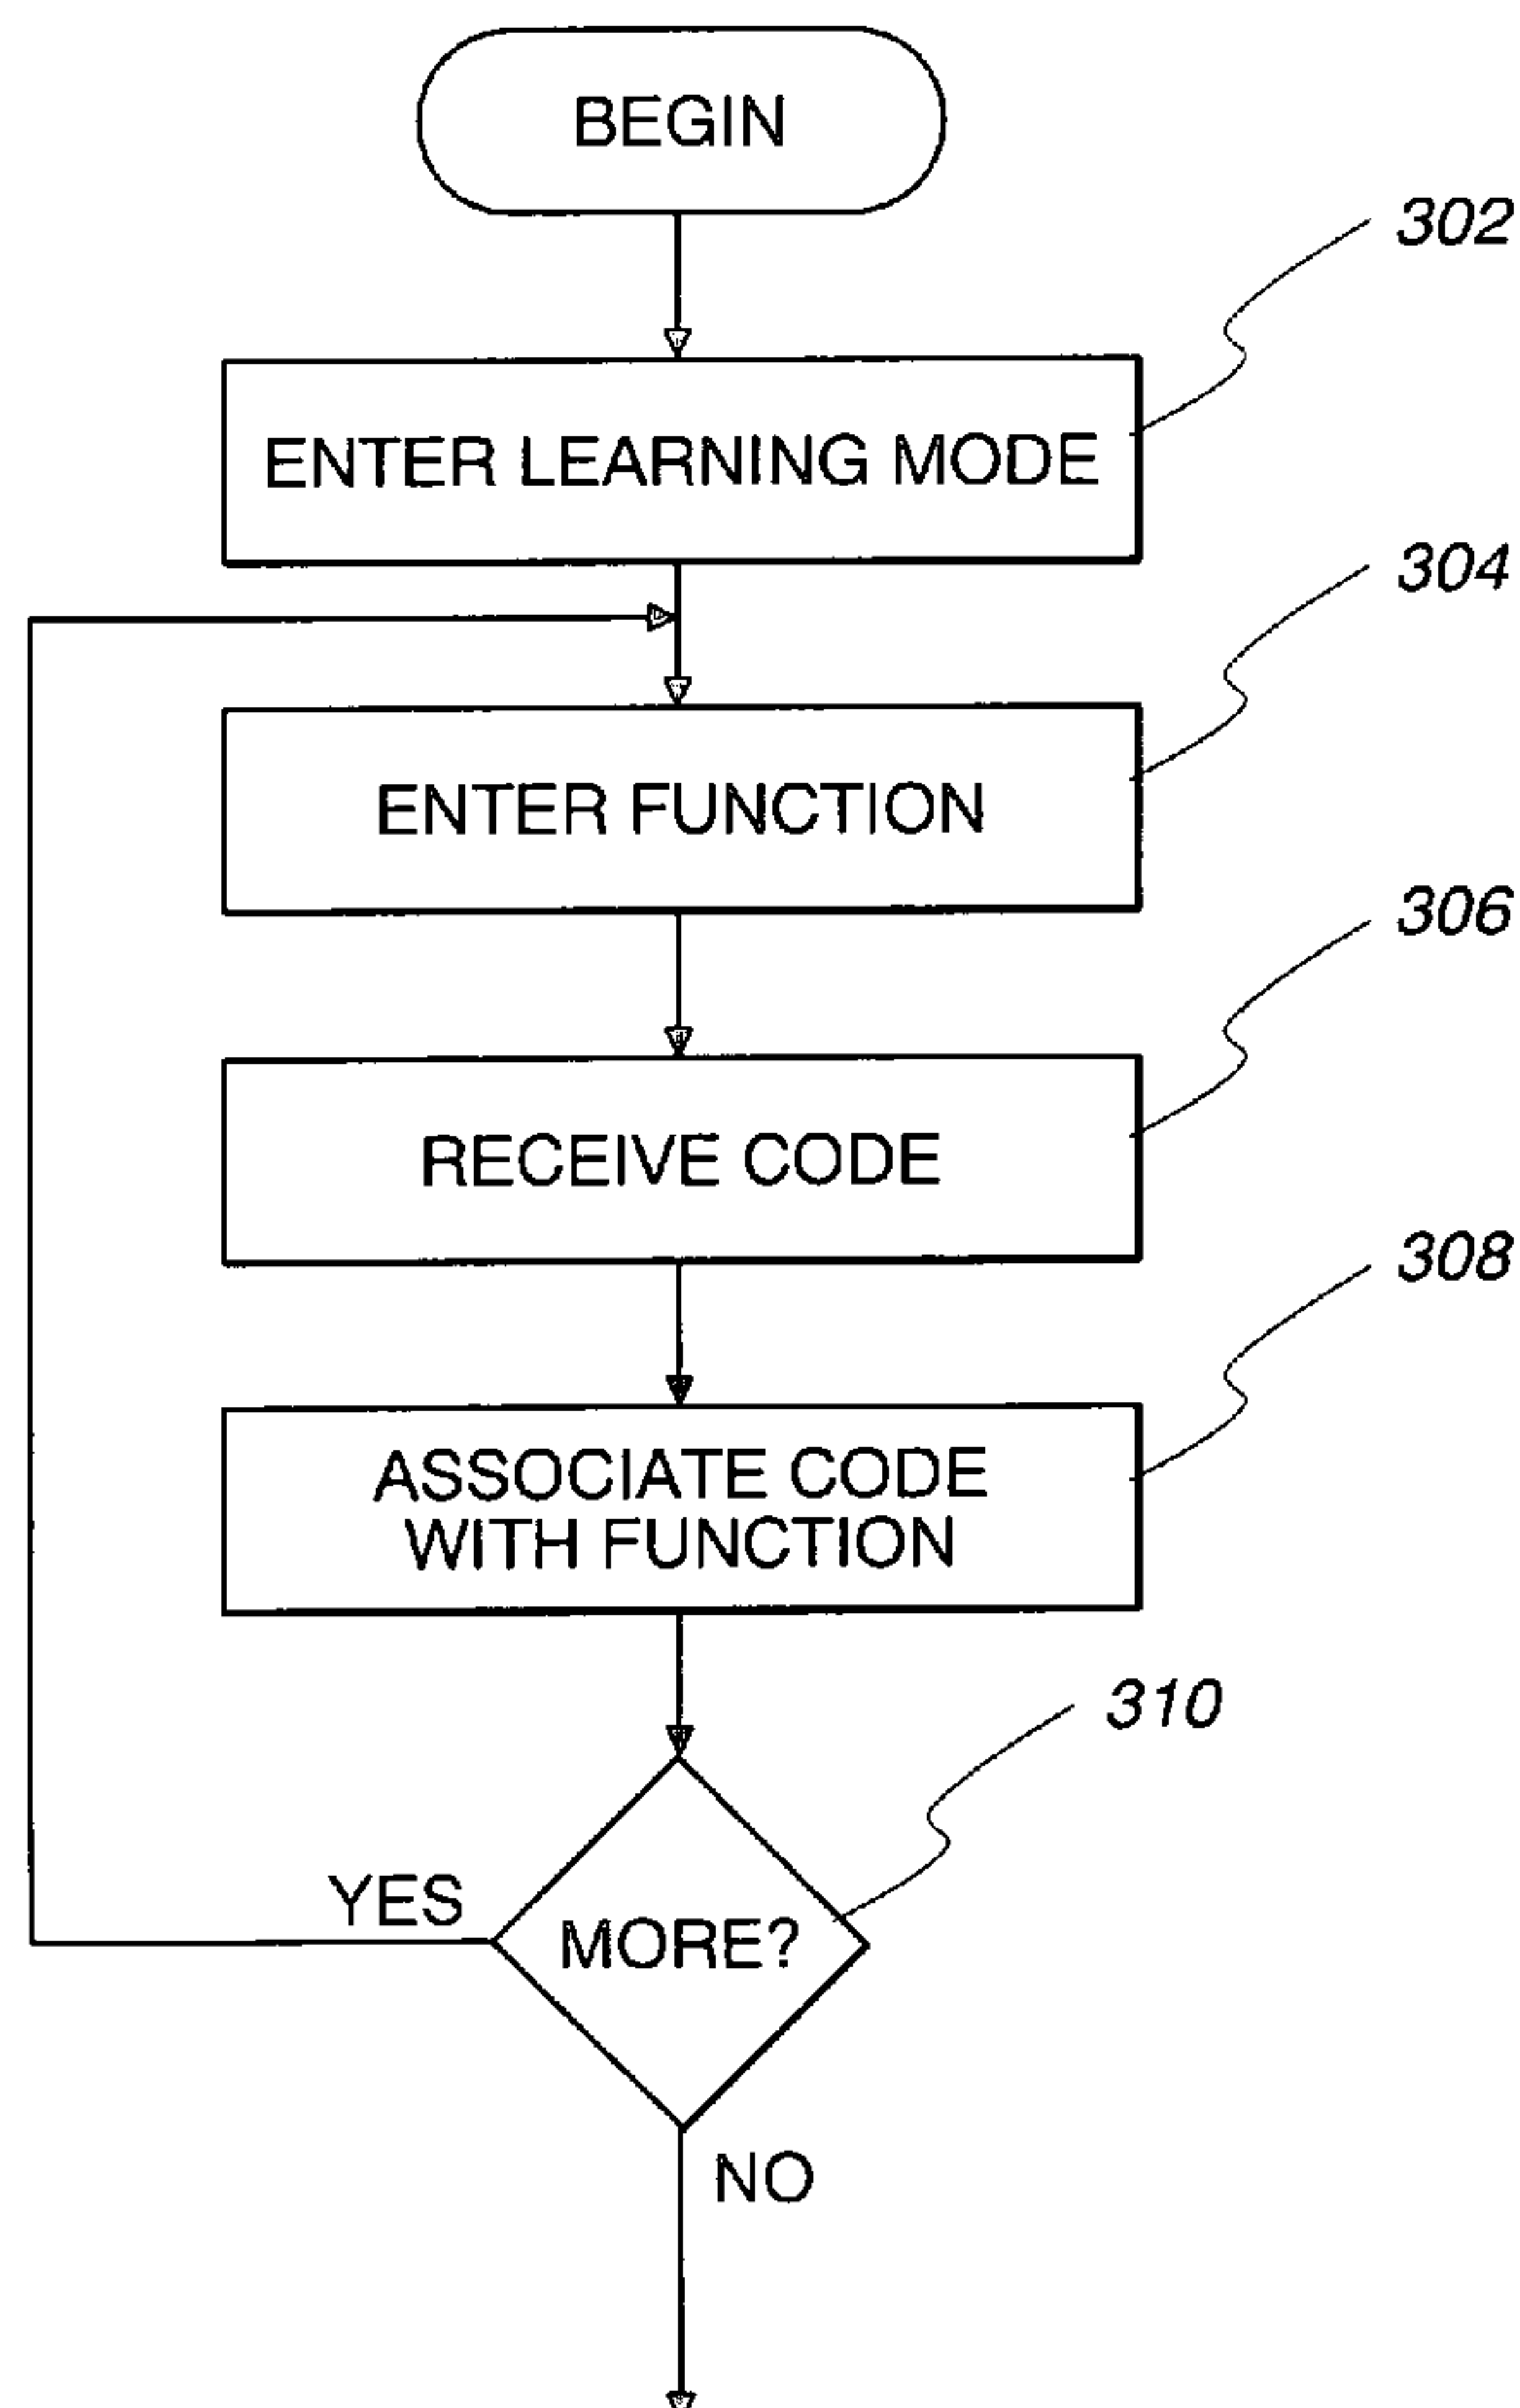 BEGIN
302
ENTER LEARNING MODE
304
ENTER FUNCTION
306
RECEIVE CODE
308
ASSOCIATE CODE
WITH FUNCTION
310
YES
MORE?
NO